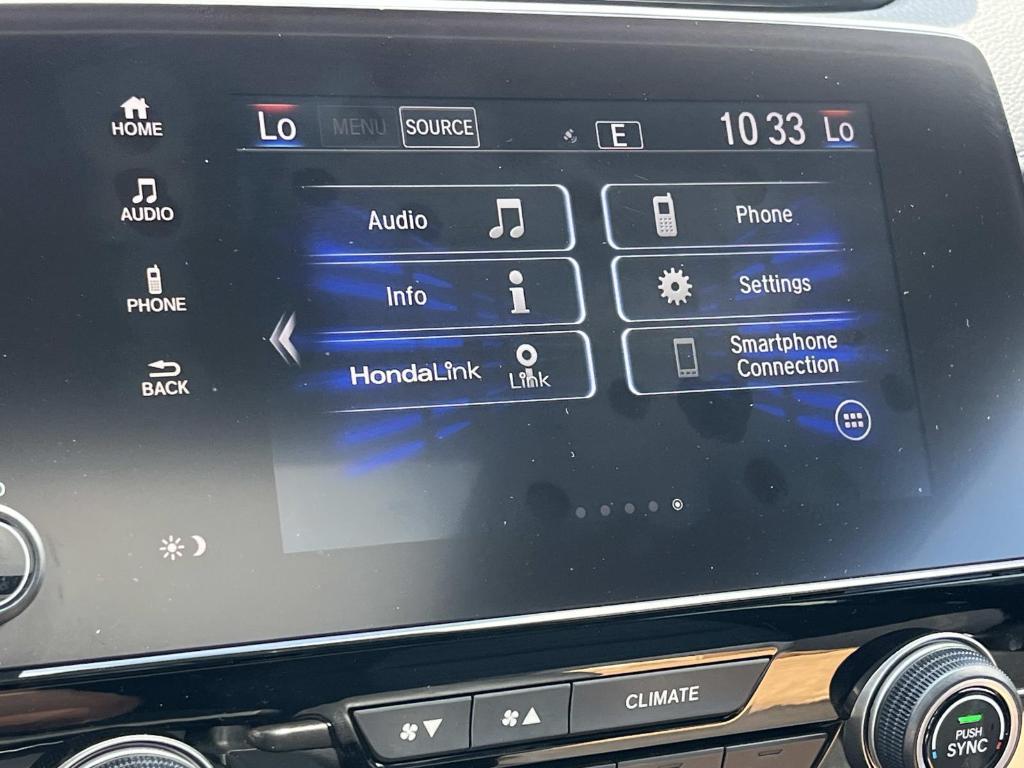 HOME
AUDIO
PHONE
BACK
Lo MENU SOURCE E 10 33 Lo
Audio
Phone
Info
Settings
HondaLink
Link
Smartphone
Connection
CLIMATE
PUSH
SYNC